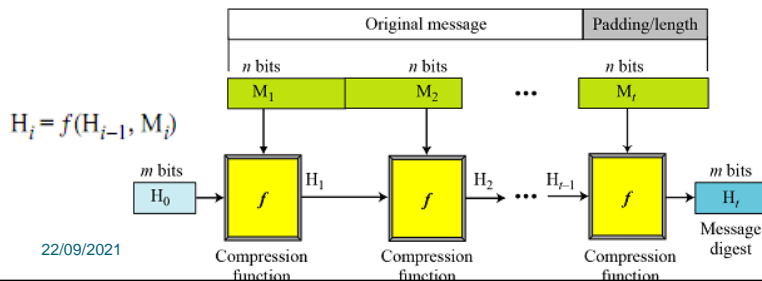 Original message
Padding/length
n bits
n bits
n bits
M₁
M₂
•••
Mₜ
Hᵢ = f(Hᵢ₋₁, Mᵢ)
m bits
H₀
f
H₁
f
H₂
•••
Hₜ₋₁
f
m bits
Hₜ
Message
digest
22/09/2021
Compression
function
Compression
function
Compression
function